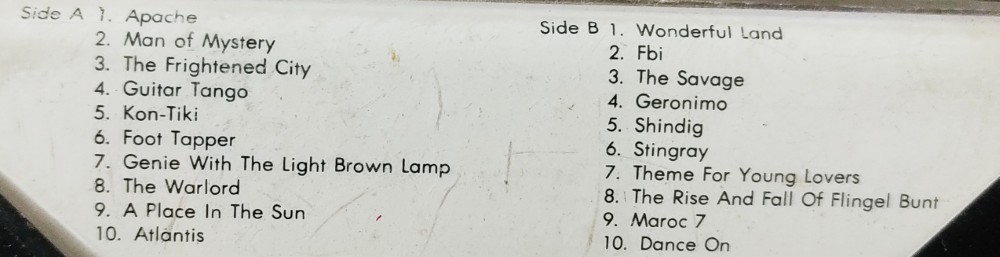 Side A 1. Apache
2. Man of Mystery
3. The Frightened City
4. Guitar Tango
5. Kon-Tiki
6. Foot Tapper
7. Genie With The Light Brown Lamp
8. The Warlord
9. A Place In The Sun
10. Atlantis
Side B 1. Wonderful Land
2. Fbi
3. The Savage
4. Geronimo
5. Shindig
6. Stingray
7. Theme For Young Lovers
8. The Rise And Fall Of Flingel Bunt
9. Maroc 7
10. Dance On